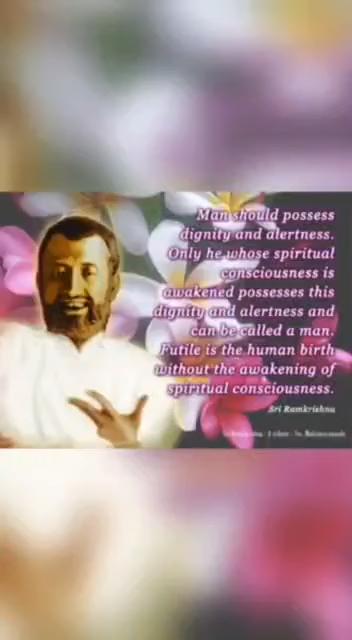 Man should possess
dignity and alertness.
Only he whose spiritual
consciousness is
awakened possesses this
dignity and alertness and
can be called a man.
Futile is the human birth
without the awakening of
spiritual consciousness.
Sri Ramkrishna